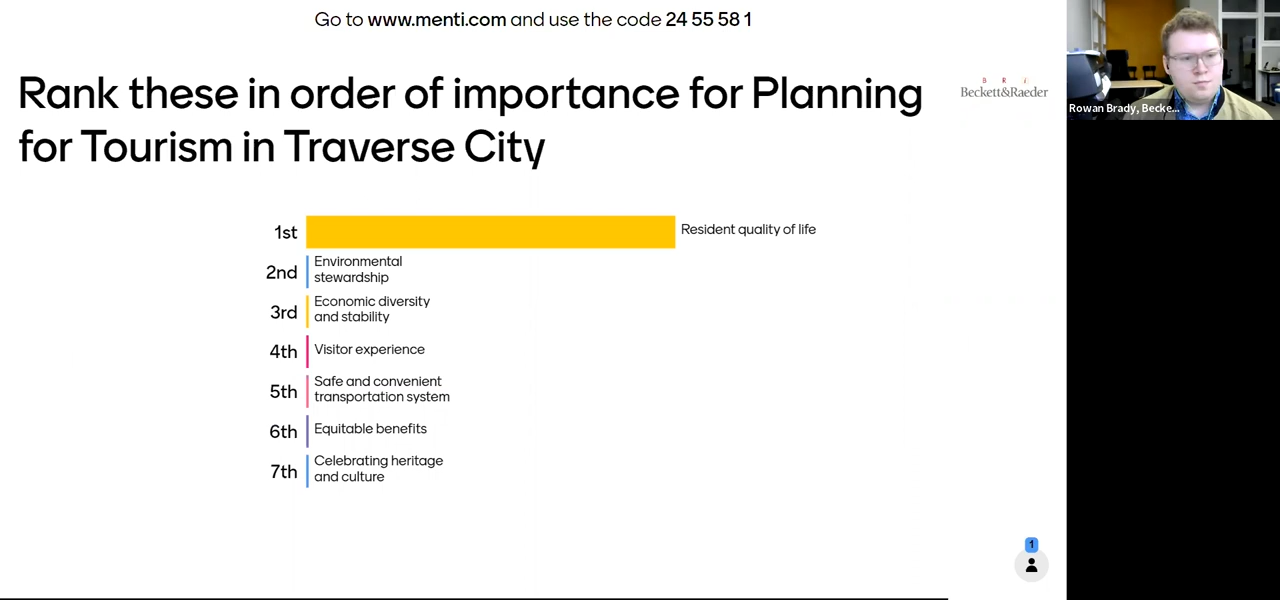 Go to www.menti.com and use the code 24 55 58 1
Rank these in order of importance for Planning
for Tourism in Traverse City
B R i
Beckett&Raeder
Rowan Brady, Becke...
1st
Resident quality of life
2nd
Environmental
stewardship
3rd
Economic diversity
and stability
4th
Visitor experience
5th
Safe and convenient
transportation system
6th
Equitable benefits
7th
Celebrating heritage
and culture
1